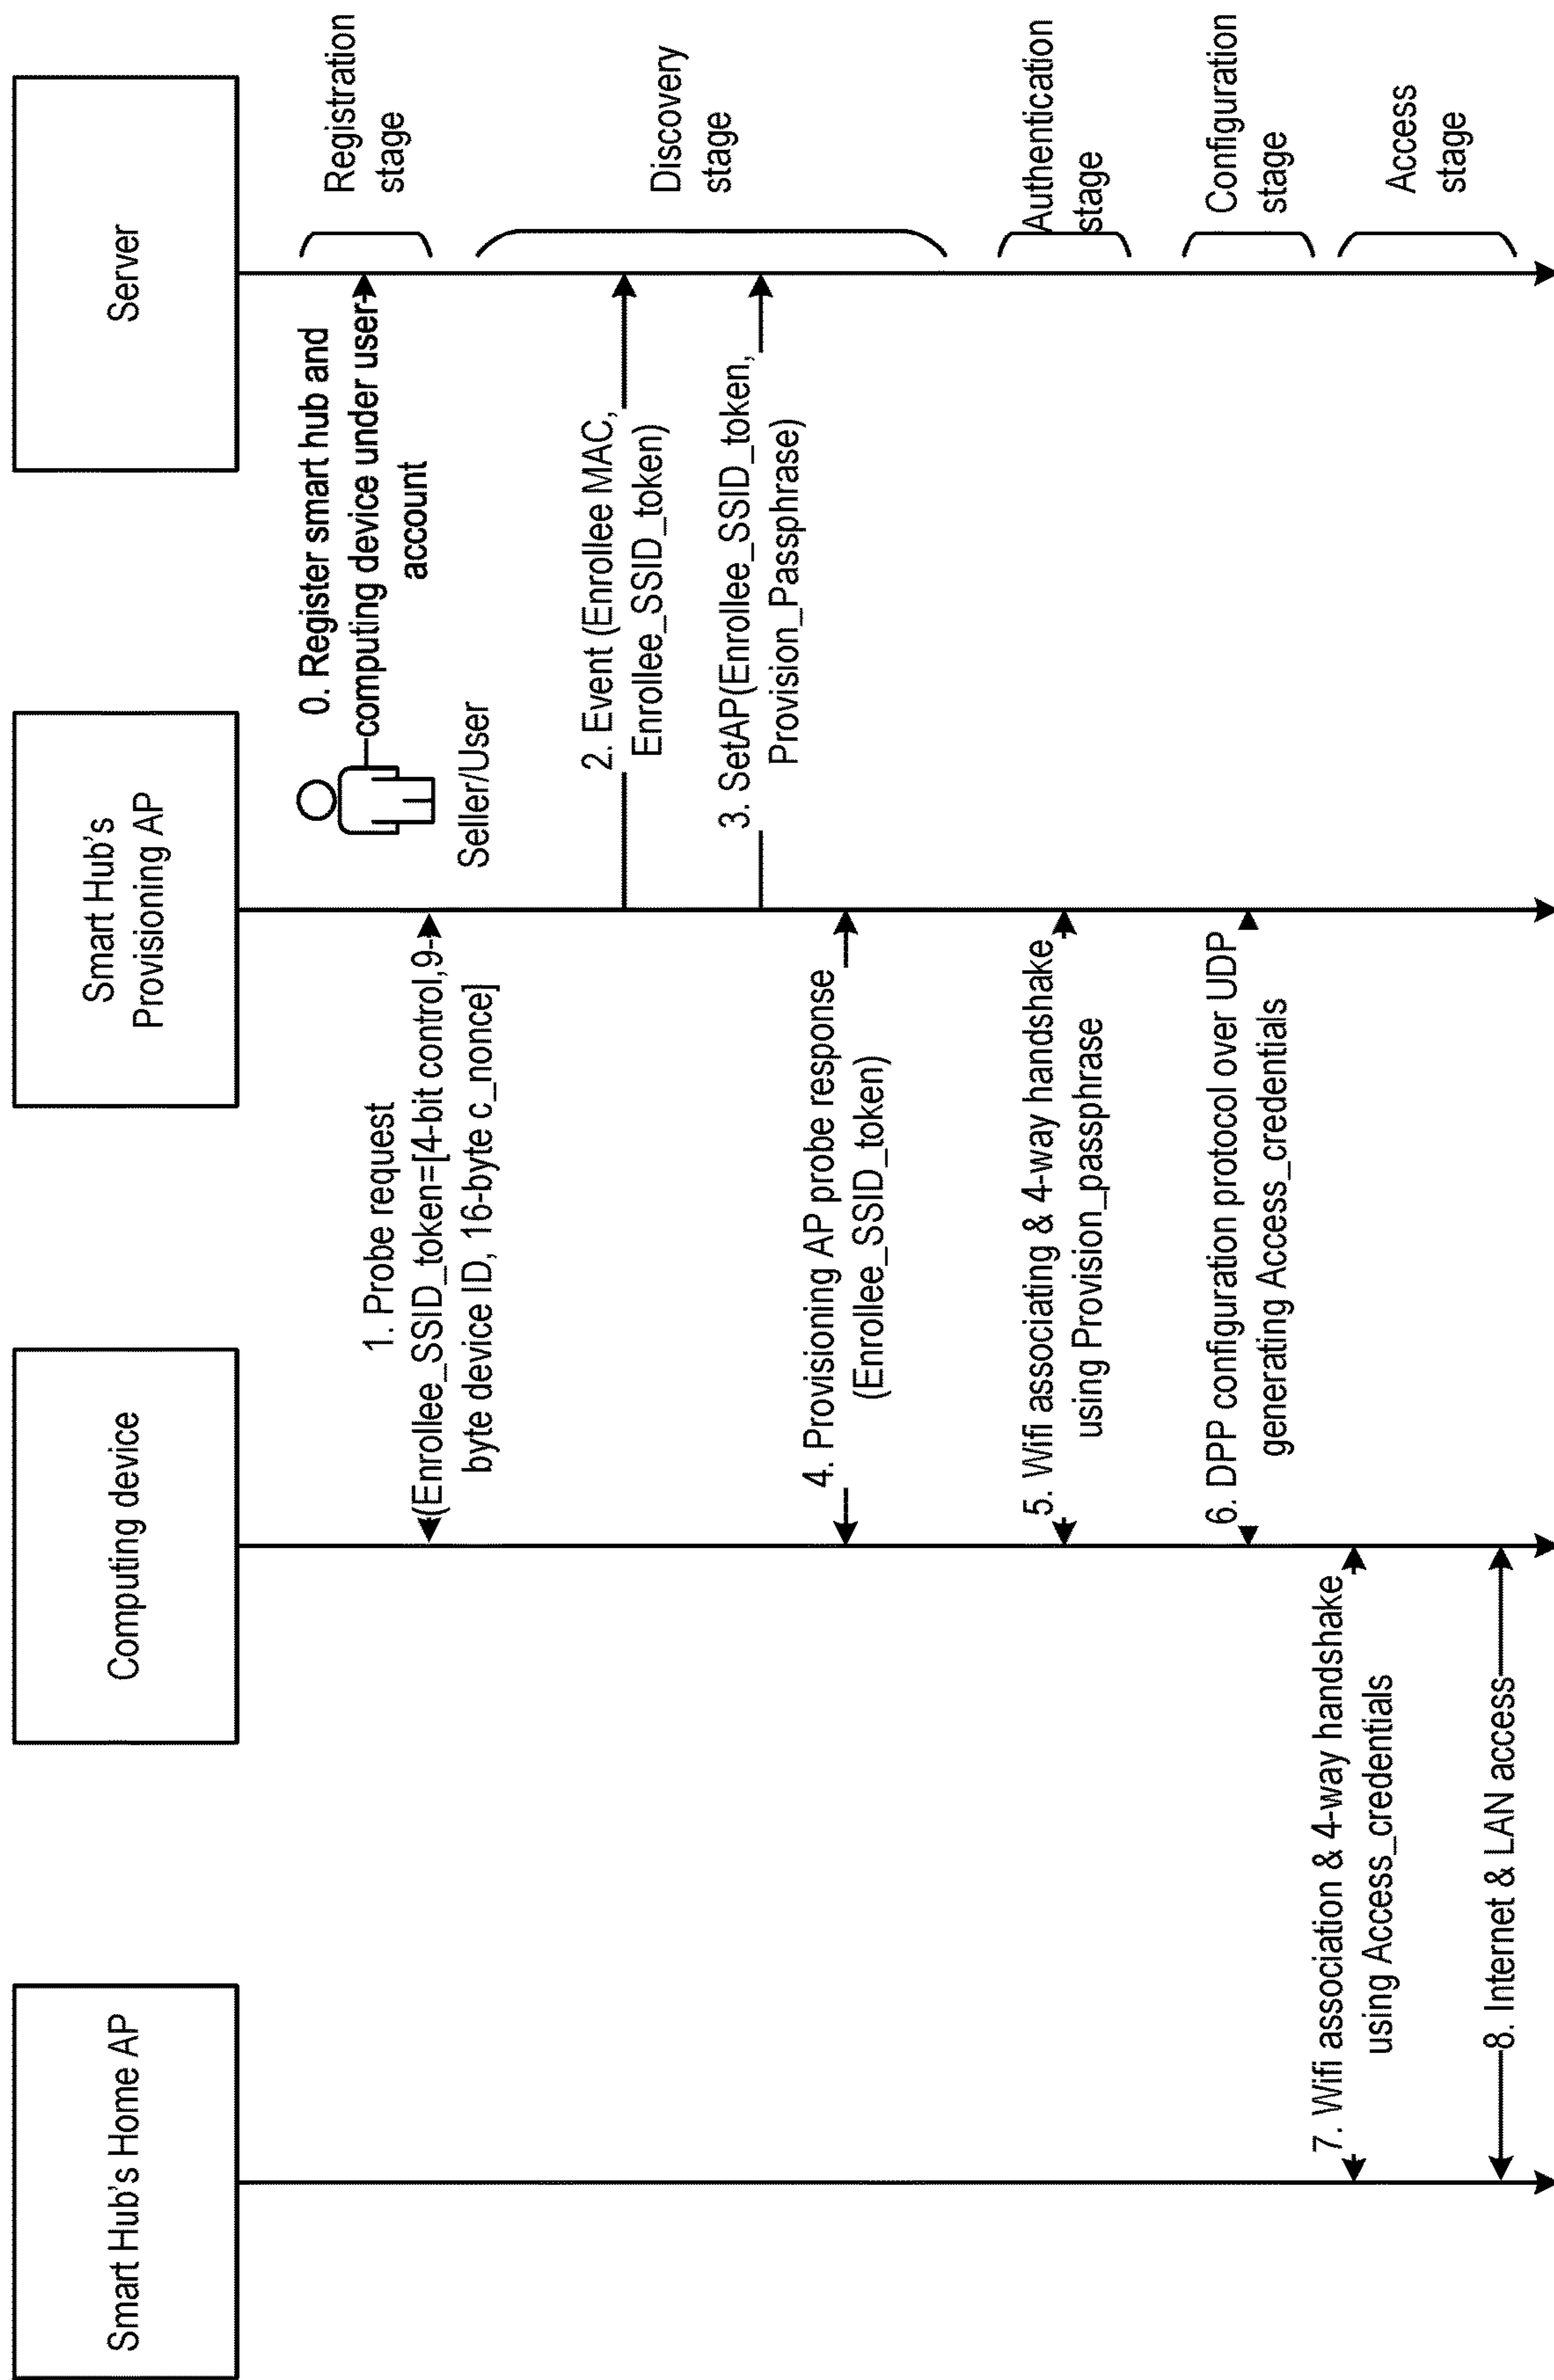 Smart Hub's Home AP
Computing device
Smart Hub's
Provisioning AP
Server
0. Register smart hub and
computing device under user-
account
Seller/User
Registration
stage
1. Probe request
(Enrollee_SSID_token=[4-bit control,9-
byte device ID, 16-byte c_nonce]
2. Event (Enrollee MAC,
Enrollee_SSID_token)
3. SetAP(Enrollee_SSID_token,
Provision_Passphrase)
Discovery
stage
4. Provisioning AP probe response
(Enrollee_SSID_token)
5. Wifi associating & 4-way handshake
using Provision_passphrase
Authentication
stage
6. DPP configuration protocol over UDP
generating Access_credentials
Configuration
stage
7. Wifi association & 4-way handshake
using Access_credentials
8. Internet & LAN access
Access
stage